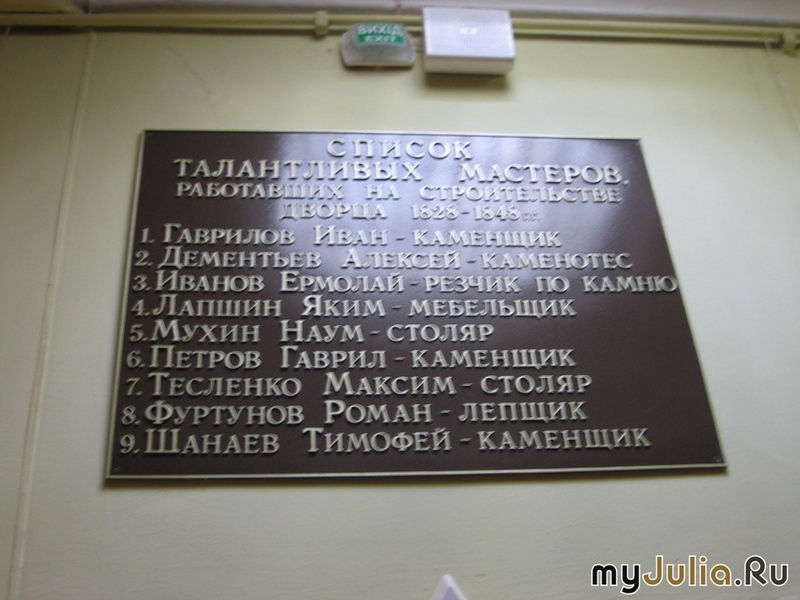 ВИХІД
EXIT
СПИСОК
ТАЛАНТЛИВЫХ МАСТЕРОВ,
РАБОТАВШИХ НА СТРОИТЕЛЬСТВЕ
ДВОРЦА 1828-1848 г.г.
1. ГАВРИЛОВ ИВАН - КАМЕНЩИК
2. ДЕМЕНТЬЕВ АЛЕКСЕЙ - КАМЕНОТЕС
3. ИВАНОВ ЕРМОЛАЙ - РЕЗЧИК ПО КАМНЮ
4. ЛАПШИН ЯКИМ - МЕБЕЛЬЩИК
5. МУХИН НАУМ - СТОЛЯР
6. ПЕТРОВ ГАВРИЛ - КАМЕНЩИК
7. ТЕСЛЕНКО МАКСИМ - СТОЛЯР
8. ФУРТУНОВ РОМАН - ЛЕПЩИК
9. ШАНАЕВ ТИМОФЕЙ - КАМЕНЩИК
myJulia.Ru